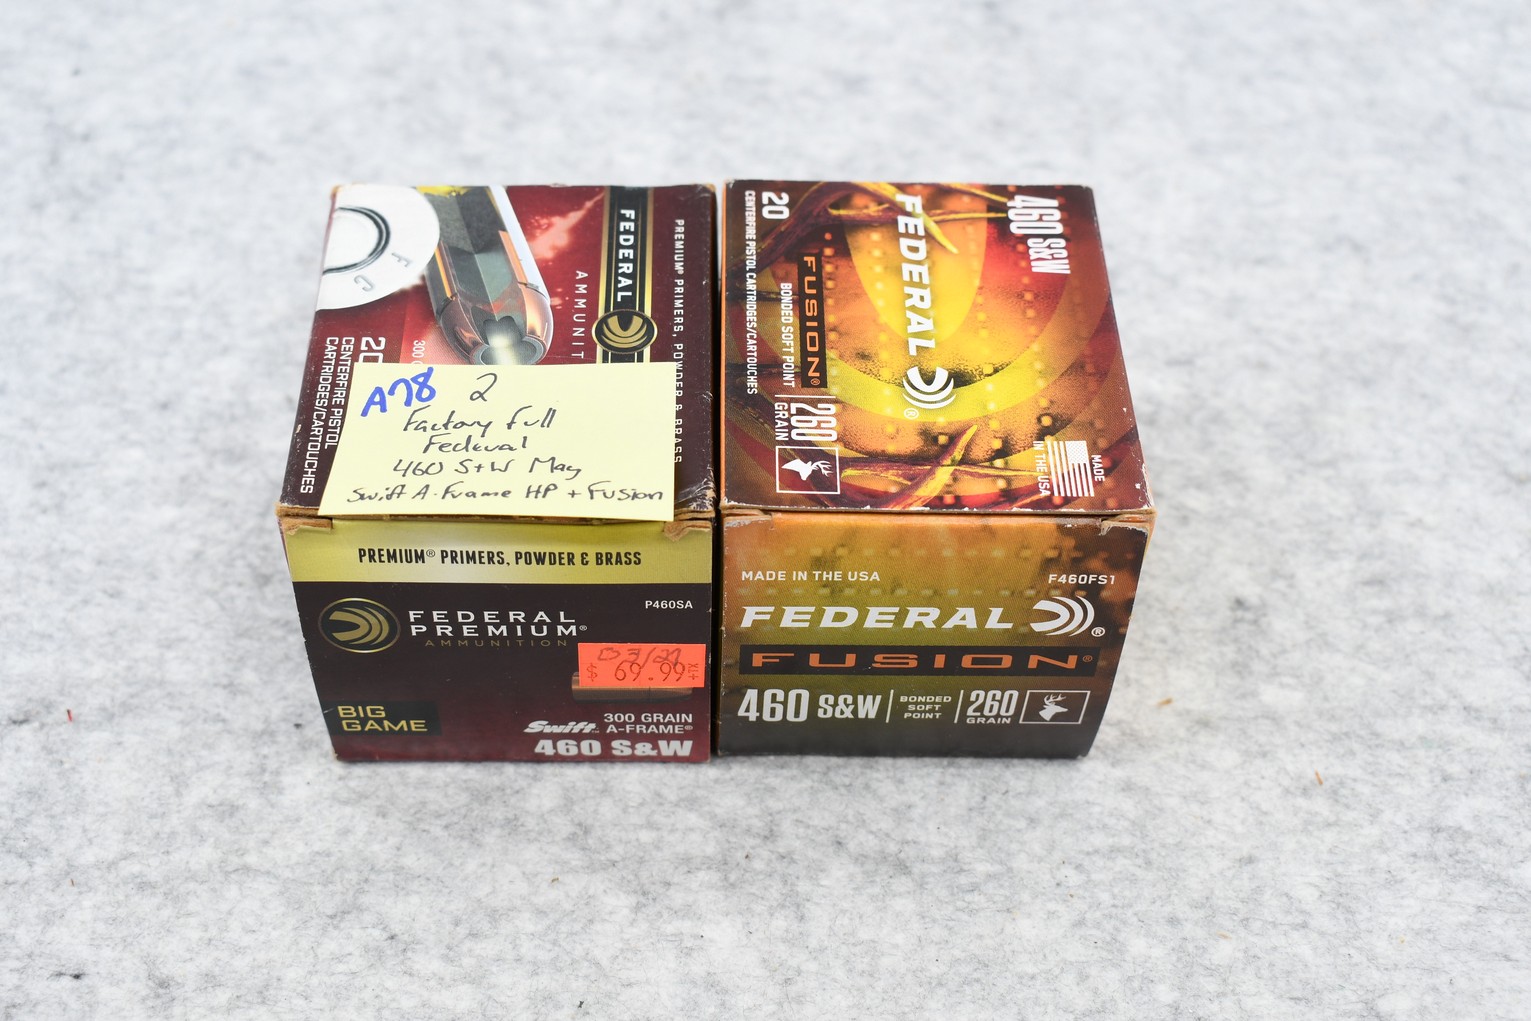 FEDERAL
AMMUNIT
PREMIUM® PRIMERS, POWDER & BRASS
F
C
300
20
CENTERFIRE PISTOL
CARTRIDGES/CARTOUCHES
A78
2
Factory Full
Federal
460 S+W Mag
Swift A-Frame HP + Fusion
PREMIUM® PRIMERS, POWDER & BRASS
P460SA
FEDERAL
PREMIUM®
AMMUNITION
3/21
$ 69.99
BIG
GAME
Swift 300 GRAIN
A-FRAME®
460 S&W
20
CENTERFIRE PISTOL CARTRIDGES/CARTOUCHES
FUSION®
BONDED SOFT POINT
260
GRAIN
FEDERAL®
460 S&W
MADE
IN THE USA
MADE IN THE USA
F460FS1
FEDERAL®
FUSION®
460 S&W
BONDED
SOFT
POINT
260
GRAIN